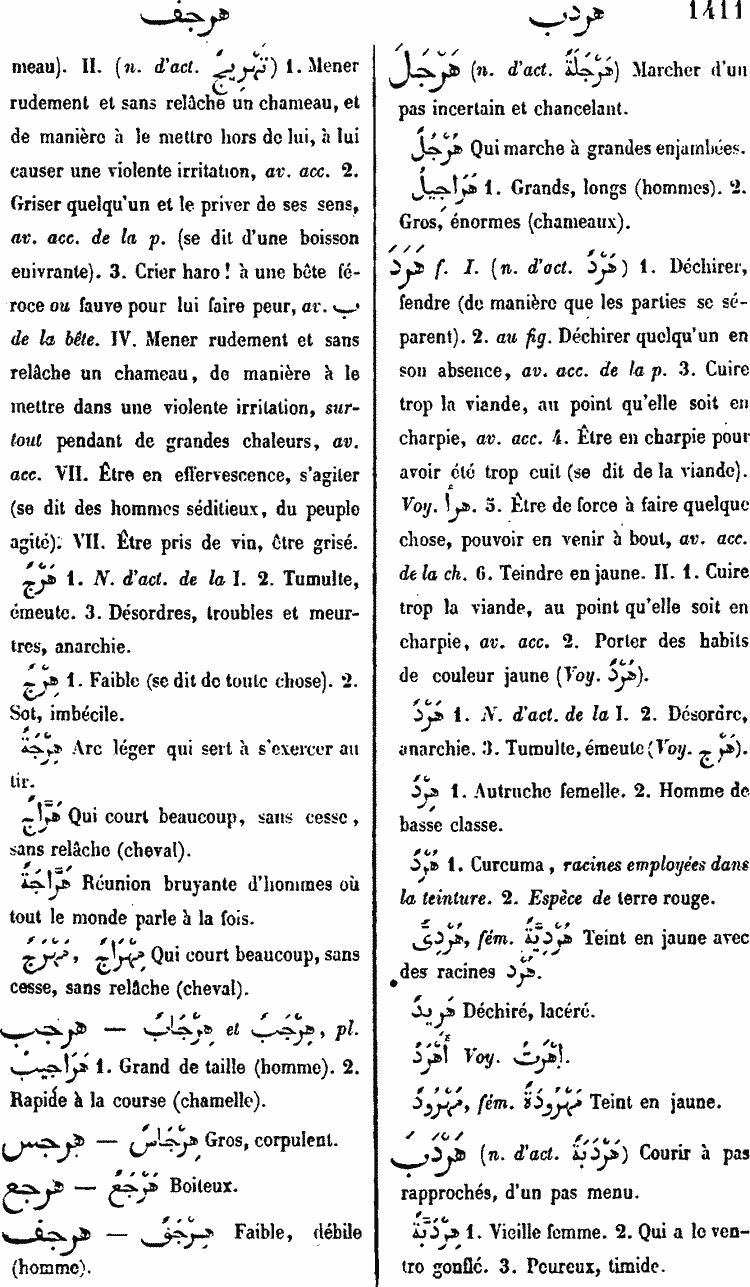 هرجف
هردب
1411
meau). II. (n. d'act. تَهْرِيجٌ) 1. Mener
rudement et sans relâche un chameau, et
de manière à le mettre hors de lui, à lui
causer une violente irritation, av. acc. 2.
Griser quelqu'un et le priver de ses sens,
av. acc. de la p. (se dit d'une boisson
enivrante). 3. Crier haro! à une bête fé-
roce ou fauve pour lui faire peur, av. ب
de la bête. IV. Mener rudement et sans
relâche un chameau, de manière à le
mettre dans une violente irritation, sur-
tout pendant de grandes chaleurs, av.
acc. VII. Être en effervescence, s'agiter
(se dit des hommes séditieux, du peuple
agité). VII. Être pris de vin, être grisé.
هَرْجٌ 1. N. d'act. de la I. 2. Tumulte,
émeute. 3. Désordres, troubles et meur-
tres, anarchie.
هِرْجٌ 1. Faible (se dit de toute chose). 2.
Sot, imbécile.
هِرْجَةٌ Arc léger qui sert à s'exercer au
tir.
هَرَّاجٌ Qui court beaucoup, sans cesse,
sans relâche (cheval).
هَرَّاجَةٌ Réunion bruyante d'hommes où
tout le monde parle à la fois.
مِهْرَاجٌ ,مِهْرَجٌ Qui court beaucoup, sans
cesse, sans relâche (cheval).
هرجب — هِرْجَابٌ et هِرْجَبٌ, pl.
هَرَاجِيبُ 1. Grand de taille (homme). 2.
Rapide à la course (chamelle).
هرجس — هِرْجَاسٌ Gros, corpulent.
هرجع — هَرْجَعٌ Boiteux.
هرجف — هِرْجَفٌّ Faible, débile
(homme).
هَرْجَلَ (n. d'act. هَرْجَلَةٌ) Marcher d'un
pas incertain et chancelant.
هَرْجَلٌ Qui marche à grandes enjambées.
هَرَاجِيلُ 1. Grands, longs (hommes). 2.
Gros, énormes (chameaux).
هَرَدَ f. I. (n. d'act. هَرْدٌ) 1. Déchirer,
fendre (de manière que les parties se sé-
parent). 2. au fig. Déchirer quelqu'un en
son absence, av. acc. de la p. 3. Cuire
trop la viande, au point qu'elle soit en
charpie, av. acc. 4. Être en charpie pour
avoir été trop cuit (se dit de la viande).
Voy. هرأ. 5. Être de force à faire quelque
chose, pouvoir en venir à bout, av. acc.
de la ch. 6. Teindre en jaune. II. 1. Cuire
trop la viande, au point qu'elle soit en
charpie, av. acc. 2. Porter des habits
de couleur jaune (Voy. هُرْدٌ).
هَرْدٌ 1. N. d'act. de la I. 2. Désordre,
anarchie. 3. Tumulte, émeute (Voy. هَرْج).
هِرْدٌ 1. Autruche femelle. 2. Homme de
basse classe.
هُرْدٌ 1. Curcuma, racines employées dans
la teinture. 2. Espèce de terre rouge.
هُرْدِىٌّ, fém. هُرْدِيَّةٌ Teint en jaune avec
des racines هُرْد.
هَرِيدٌ Déchiré, lacéré.
أَهْرَدُ Voy. أَهْرَتُ.
مَهْرُودٌ, fém. مَهْرُودَةٌ Teint en jaune.
هَرْدَبَ (n. d'act. هَرْدَبَةٌ) Courir à pas
rapprochés, d'un pas menu.
هِرْدَبَّةٌ 1. Vieille femme. 2. Qui a le ven-
tre gonflé. 3. Peureux, timide.